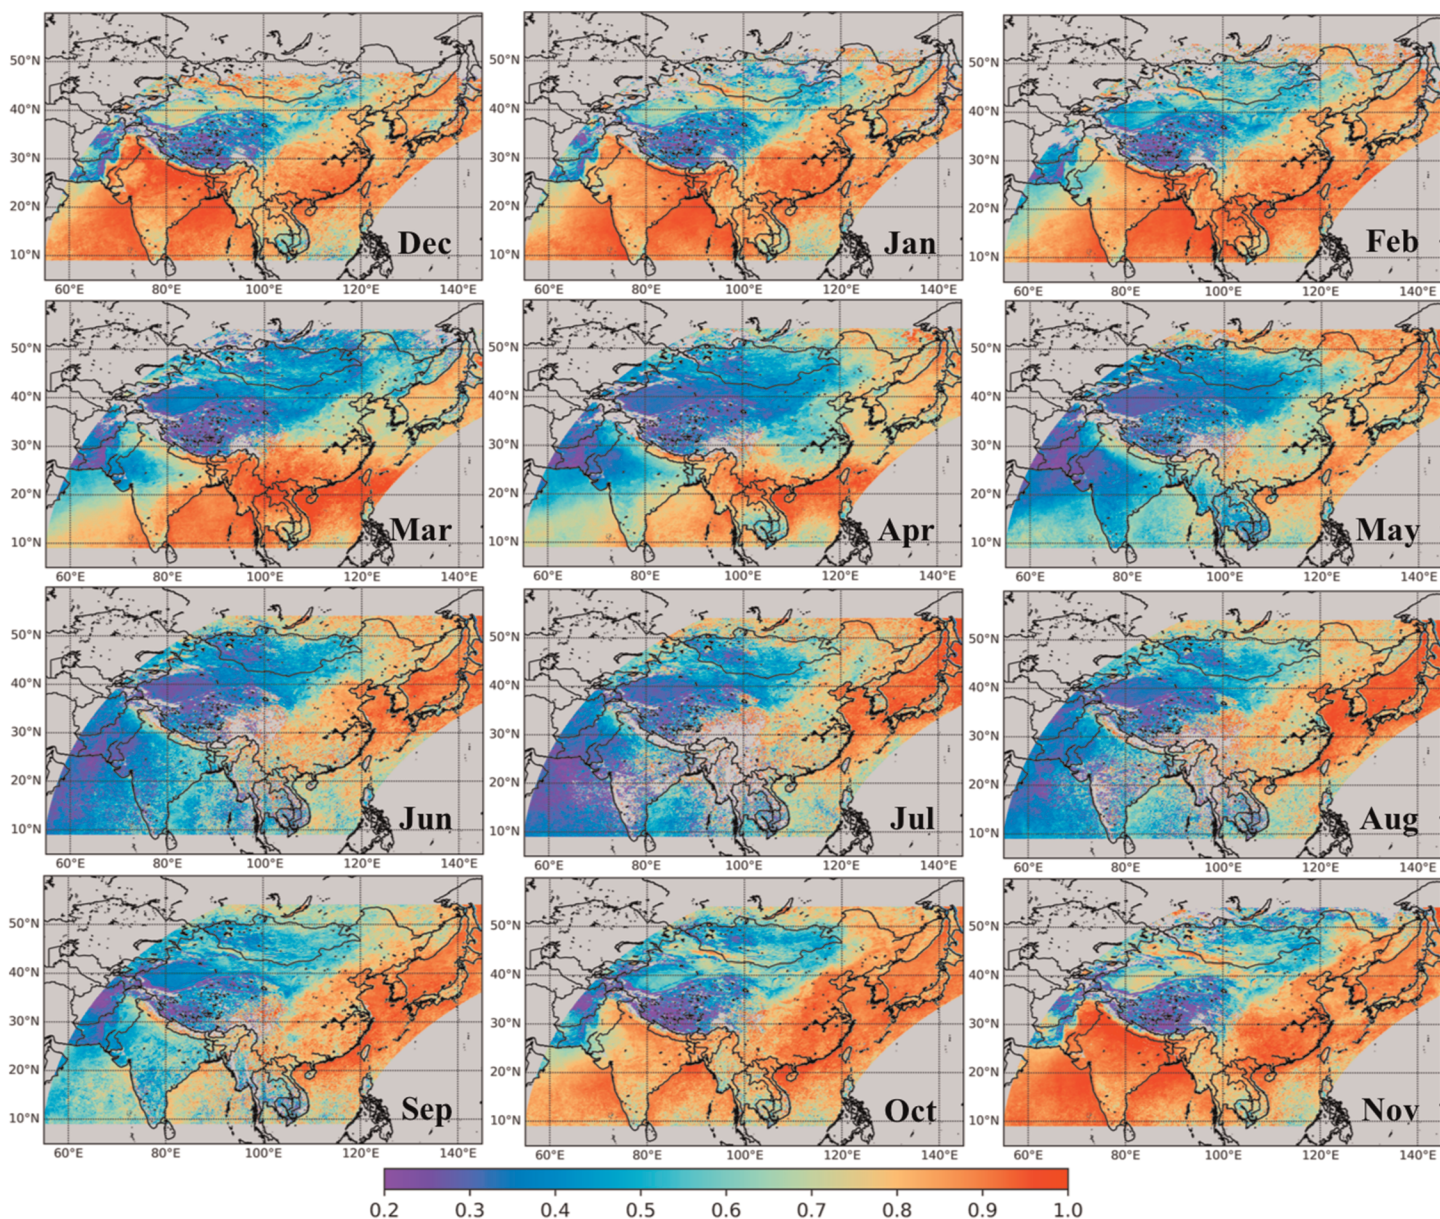 50°N
40°N
30°N
20°N
10°N
Dec Jan Feb
50°N
40°N
30°N
20°N
10°N
60°E 80°E 100°E 120°E 140°E 60°E 80°E 100°E 120°E 140°E 60°E 80°E 100°E 120°E 140°E
50°N 50°N 50°N
40°N 40°N 40°N
30°N 30°N 30°N
20°N 20°N 20°N
10°N 10°N 10°N
Mar Apr May
60°E 80°E 100°E 120°E 140°E 60°E 80°E 100°E 120°E 140°E 60°E 80°E 100°E 120°E 140°E
50°N 50°N 50°N
40°N 40°N 40°N
30°N 30°N 30°N
20°N 20°N 20°N
10°N 10°N 10°N
Jun Jul Aug
60°E 80°E 100°E 120°E 140°E 60°E 80°E 100°E 120°E 140°E 60°E 80°E 100°E 120°E 140°E
50°N 50°N 50°N
40°N 40°N 40°N
30°N 30°N 30°N
20°N 20°N 20°N
10°N 10°N 10°N
Sep Oct Nov
60°E 80°E 100°E 120°E 140°E 60°E 80°E 100°E 120°E 140°E 60°E 80°E 100°E 120°E 140°E
0.2 0.3 0.4 0.5 0.6 0.7 0.8 0.9 1.0